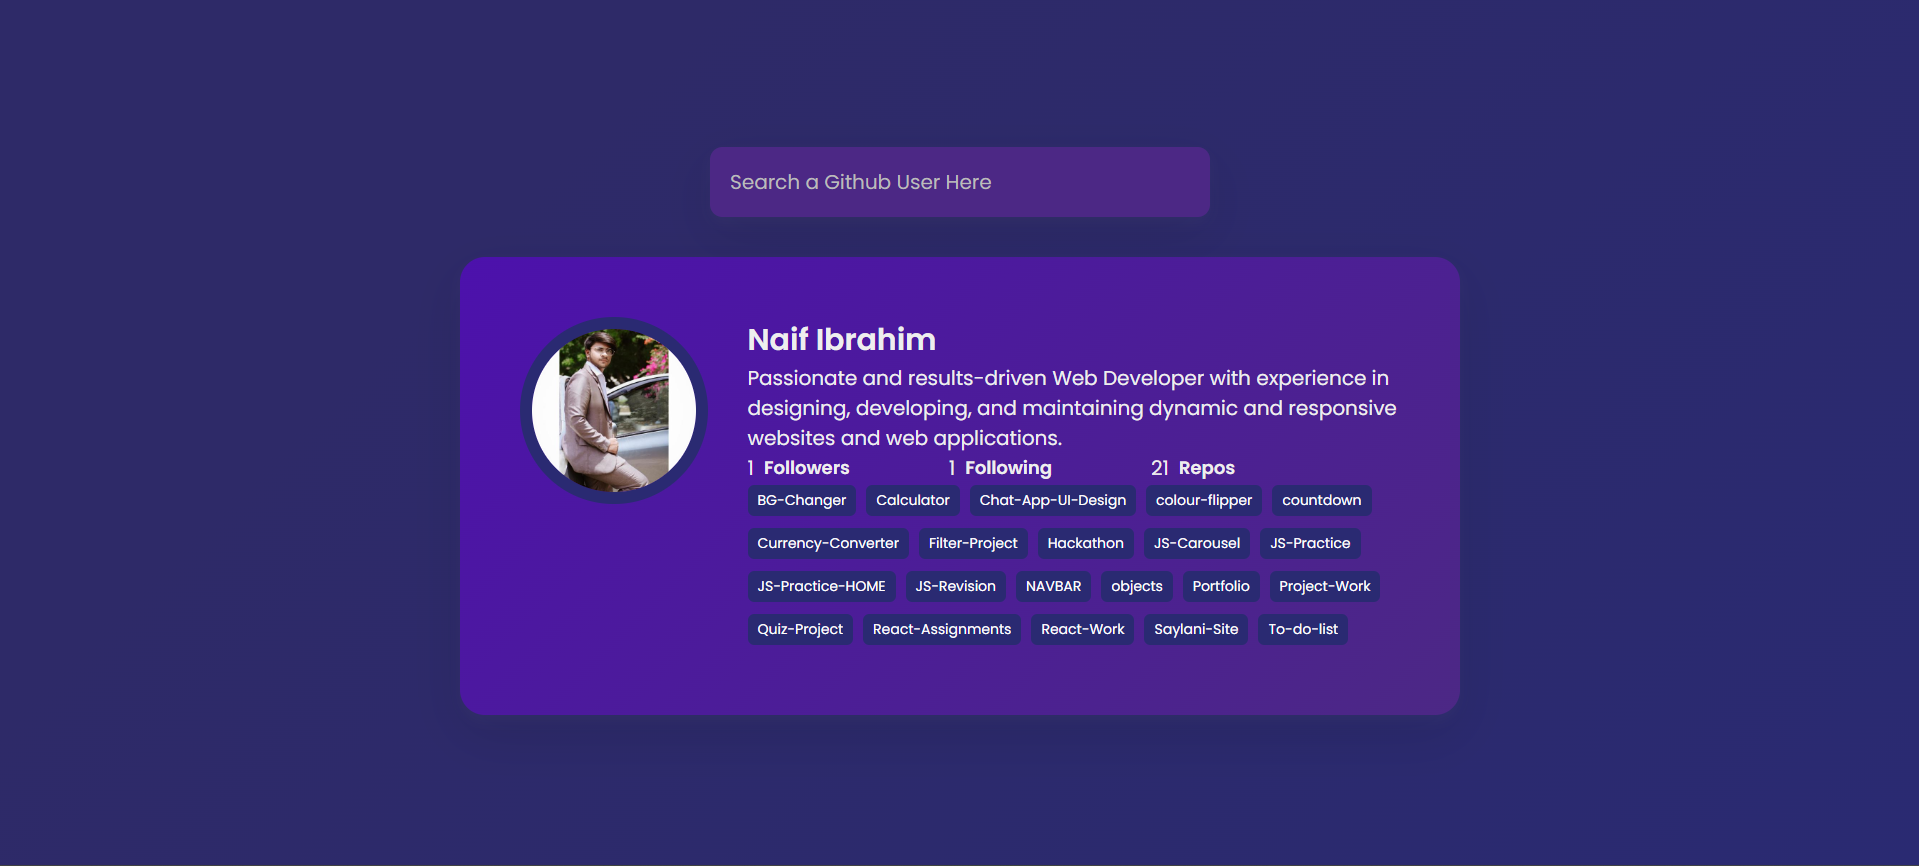 Search a Github User Here
Naif Ibrahim
Passionate and results-driven Web Developer with experience in
designing, developing, and maintaining dynamic and responsive
websites and web applications.
1 Followers 1 Following 21 Repos
BG-Changer Calculator Chat-App-UI-Design colour-flipper countdown
Currency-Converter Filter-Project Hackathon JS-Carousel JS-Practice
JS-Practice-HOME JS-Revision NAVBAR objects Portfolio Project-Work
Quiz-Project React-Assignments React-Work Saylani-Site To-do-list